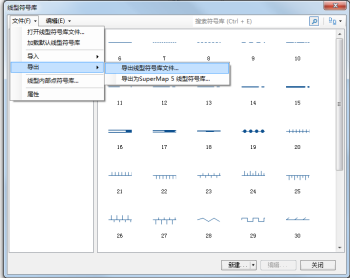 线型符号库
文件(F) 编辑(E) 搜索符号库 (Ctrl + E)
打开线型符号库文件...
加载默认线型符号库
导入
导出
线型内部点符号库...
属性
导出线型符号库文件...
导出为SuperMap 5 线型符号库...
6 7 8 9 10
11 12 13 14 15
16 17 18 19 20
21 22 23 24 25
26 27 28 29 30
新建... 编辑... 关闭